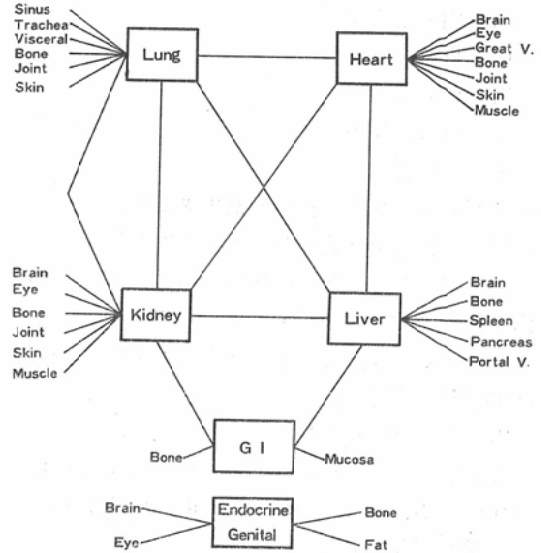 Sinus
Trachea
Visceral
Bone
Joint
Skin
Lung
Heart
Brain
Eye
Great V.
Bone
Joint
Skin
Muscle
Brain
Eye
Bone
Joint
Skin
Muscle
Kidney
Liver
Brain
Bone
Spleen
Pancreas
Portal V.
Bone
G I
Mucosa
Brain
Eye
Endocrine
Genital
Bone
Fat